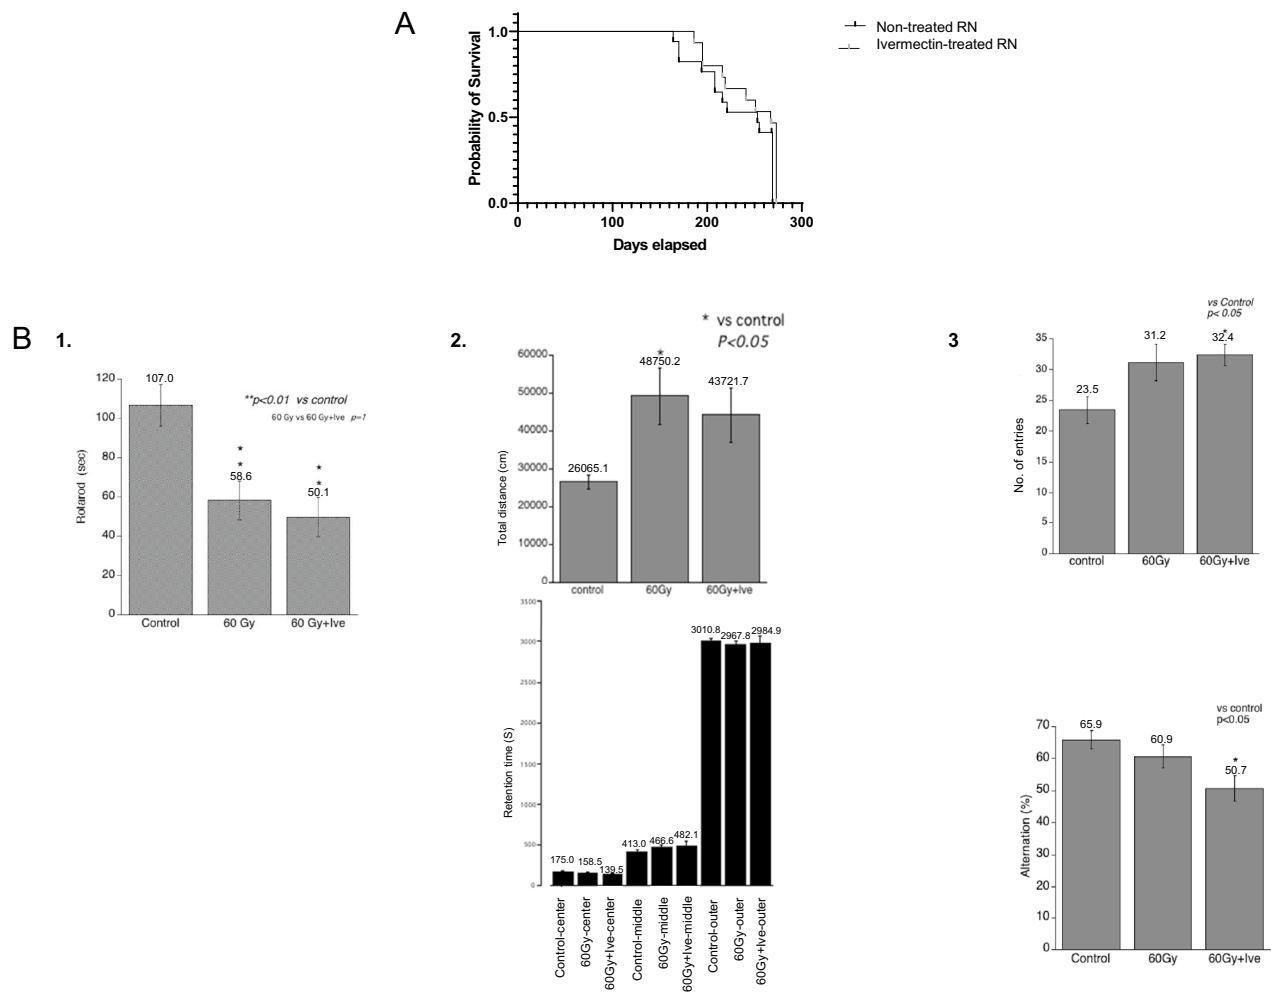 A
Probability of Survival
1.0
0.5
0.0
0
100
200
300
Days elapsed
Non-treated RN
Ivermectin-treated RN
B
1.
Rotarod (sec)
120
100
80
60
40
20
0
107.0
**p<0.01 vs control
60 Gy vs 60 Gy+Ive p=1
*
*
58.6
*
*
50.1
Control
60 Gy
60 Gy+Ive
2.
* vs control
P<0.05
Total distance (cm)
60000
50000
40000
30000
20000
10000
0
26065.1
*
48750.2
43721.7
control
60Gy
60Gy+Ive
Retention time (S)
3500
3000
2500
2000
1500
1000
500
0
175.0
158.5
139.5
413.0
466.6
482.1
3010.8
2967.8
2984.9
Control-center
60Gy-center
60Gy+Ive-center
Control-middle
60Gy-middle
60Gy+Ive-middle
Control-outer
60Gy-outer
60Gy+Ive-outer
3
vs Control
p< 0.05
No. of entries
35
30
25
20
15
10
5
0
23.5
31.2
*
32.4
control
60Gy
60Gy+Ive
vs control
p<0.05
Alternation (%)
70
60
50
40
30
20
10
0
65.9
60.9
*
50.7
Control
60Gy
60Gy+Ive